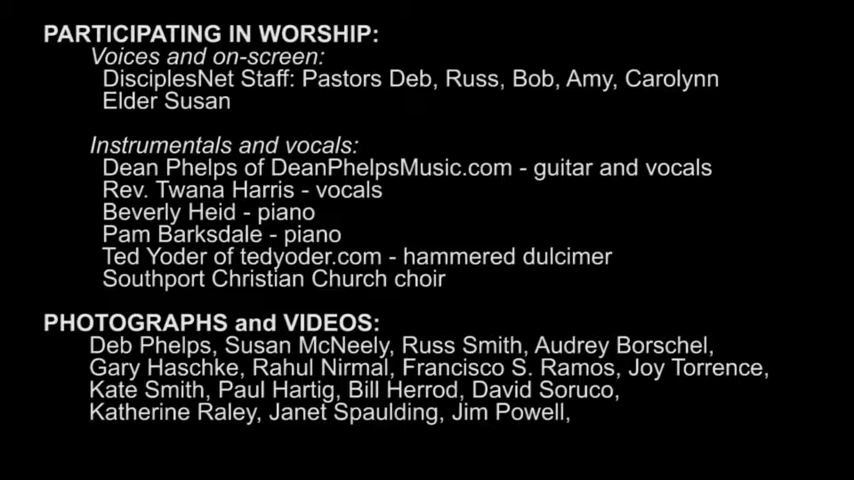 PARTICIPATING IN WORSHIP:
Voices and on-screen:
DisciplesNet Staff: Pastors Deb, Russ, Bob, Amy, Carolynn
Elder Susan
Instrumentals and vocals:
Dean Phelps of DeanPhelpsMusic.com - guitar and vocals
Rev. Twana Harris - vocals
Beverly Heid - piano
Pam Barksdale - piano
Ted Yoder of tedyoder.com - hammered dulcimer
Southport Christian Church choir
PHOTOGRAPHS and VIDEOS:
Deb Phelps, Susan McNeely, Russ Smith, Audrey Borschel,
Gary Haschke, Rahul Nirmal, Francisco S. Ramos, Joy Torrence,
Kate Smith, Paul Hartig, Bill Herrod, David Soruco,
Katherine Raley, Janet Spaulding, Jim Powell,